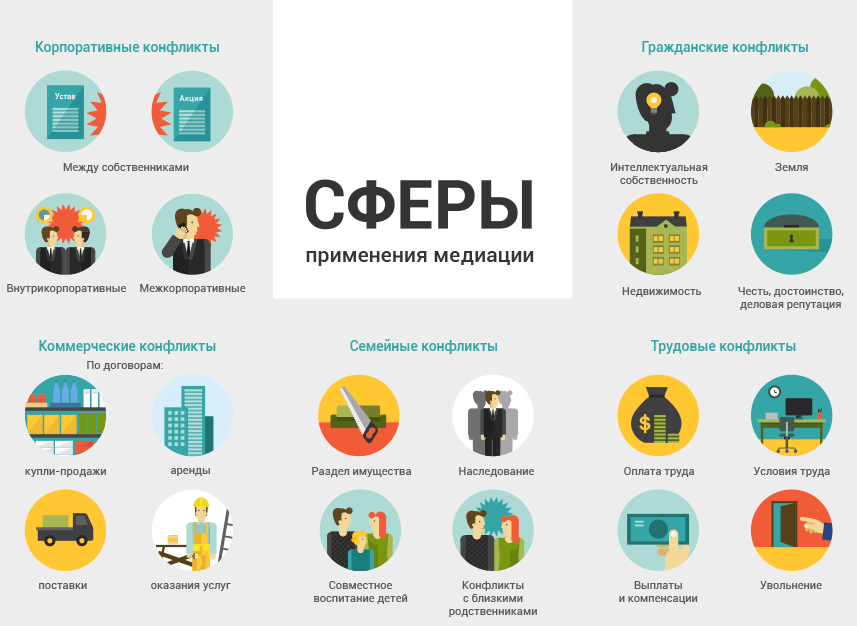 СФЕРЫ
применения медиации
Корпоративные конфликты
Устав
Акция
Между собственниками
Внутрикорпоративные
Межкорпоративные
Гражданские конфликты
Интеллектуальная
собственность
Земля
Недвижимость
Честь, достоинство,
деловая репутация
Коммерческие конфликты
По договорам:
купли-продажи
аренды
поставки
оказания услуг
Семейные конфликты
Раздел имущества
Наследование
Совместное
воспитание детей
Конфликты
с близкими
родственниками
Трудовые конфликты
$
Оплата труда
Условия труда
Выплаты
и компенсации
Увольнение